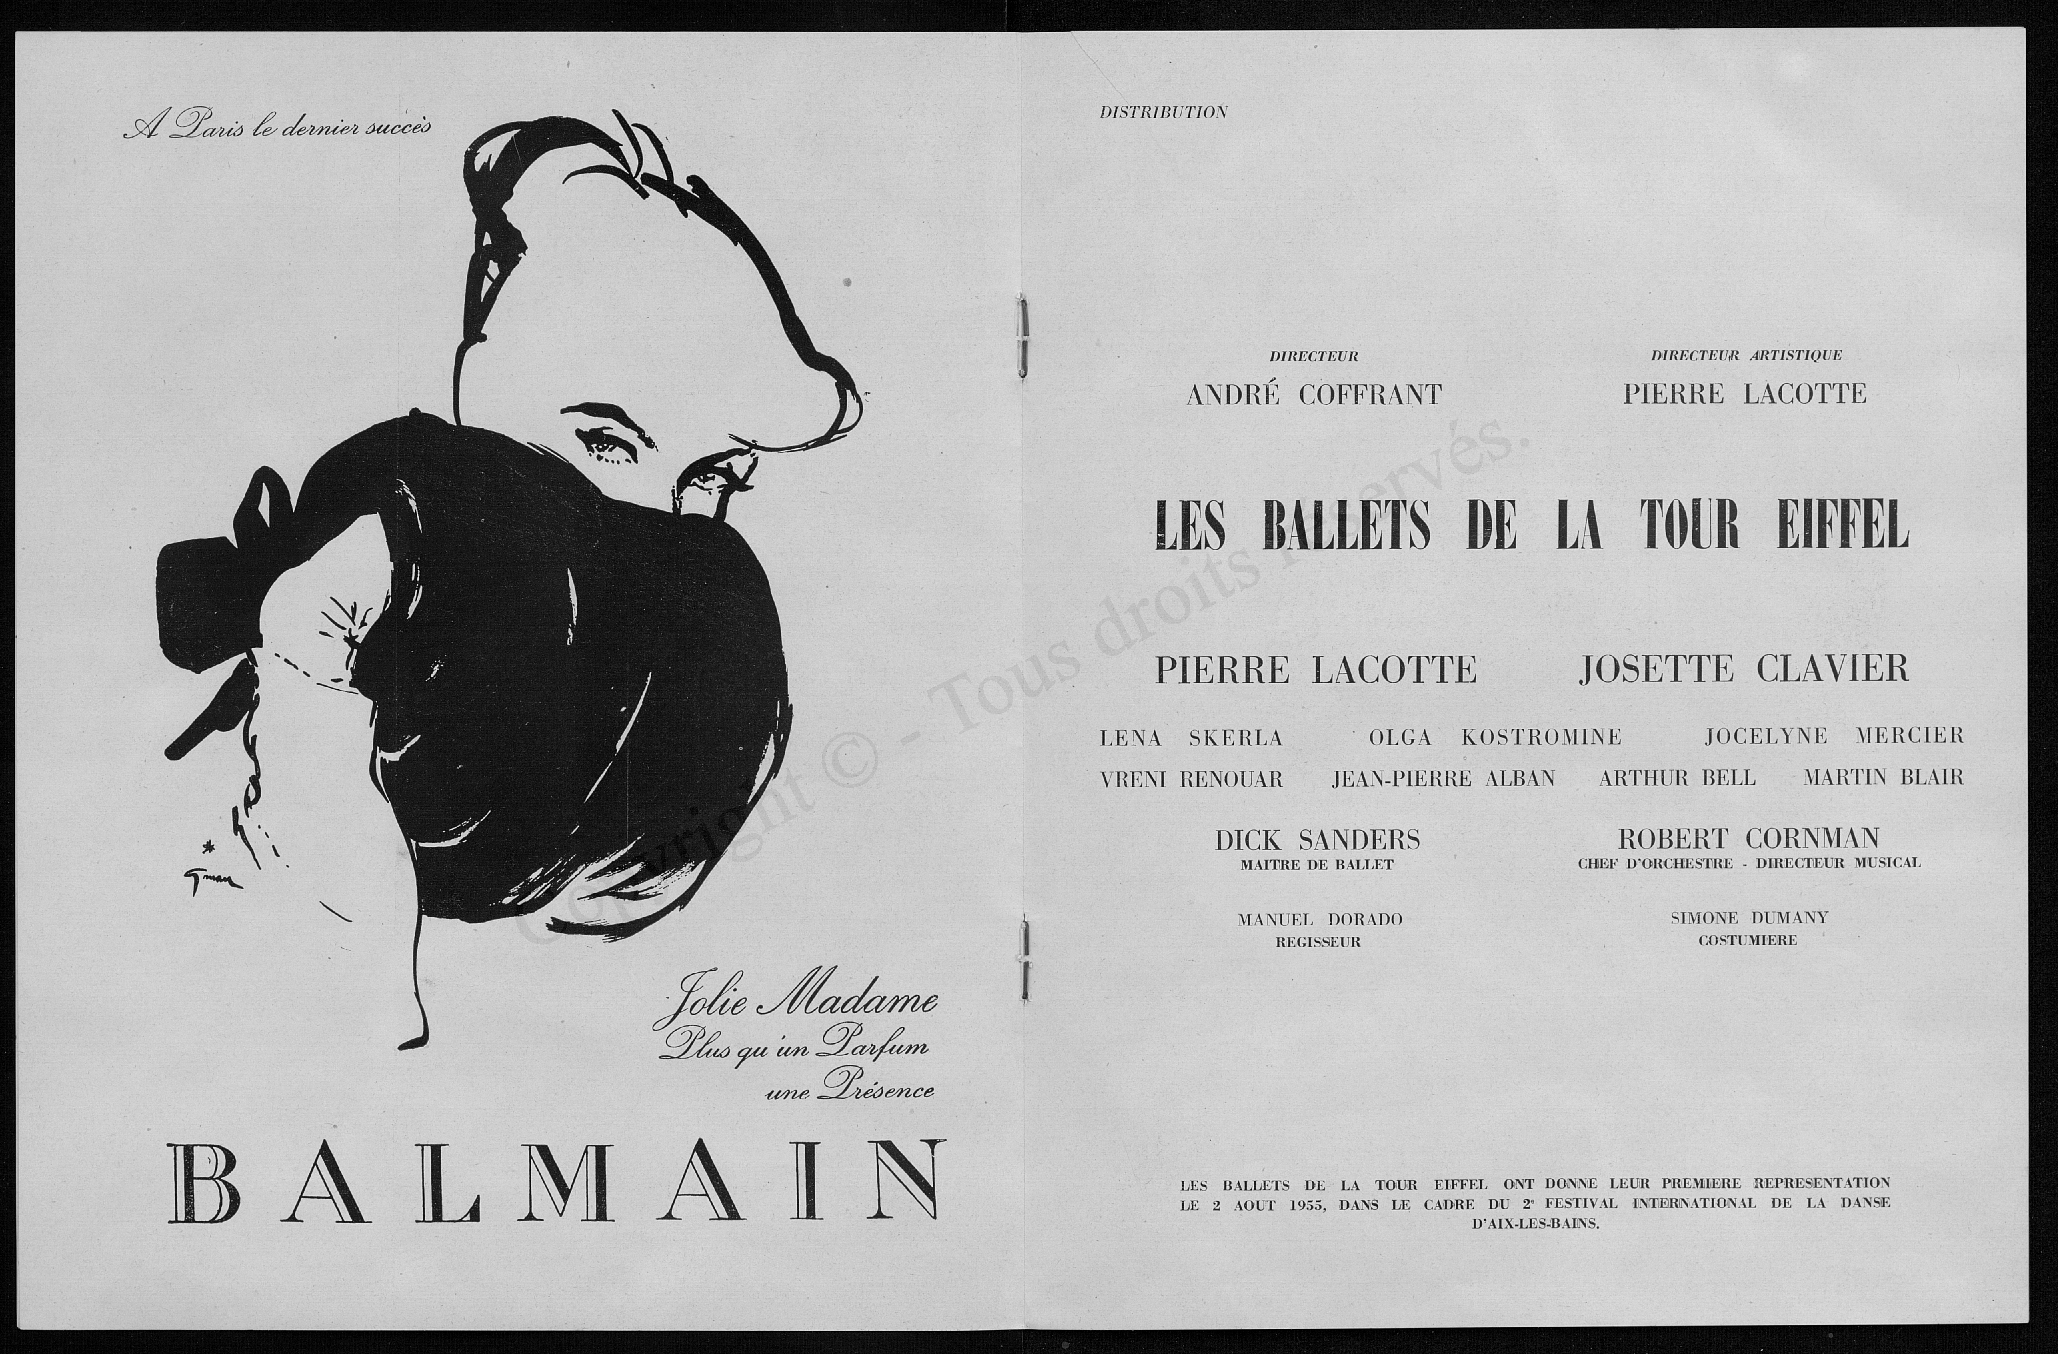 A Paris le dernier succès
Gruau
Jolie Madame
Plus qu'un Parfum
une Présence
BALMAIN
DISTRIBUTION
DIRECTEUR
ANDRÉ COFFRANT
DIRECTEUR ARTISTIQUE
PIERRE LACOTTE
LES BALLETS DE LA TOUR EIFFEL
PIERRE LACOTTE JOSETTE CLAVIER
LENA SKERLA OLGA KOSTROMINE JOCELYNE MERCIER
VRENI RENOUAR JEAN-PIERRE ALBAN ARTHUR BELL MARTIN BLAIR
DICK SANDERS
MAITRE DE BALLET
ROBERT CORNMAN
CHEF D'ORCHESTRE - DIRECTEUR MUSICAL
MANUEL DORADO
REGISSEUR
SIMONE DUMANY
COSTUMIERE
LES BALLETS DE LA TOUR EIFFEL ONT DONNE LEUR PREMIERE REPRESENTATION
LE 2 AOUT 1955, DANS LE CADRE DU 2e FESTIVAL INTERNATIONAL DE LA DANSE
D'AIX-LES-BAINS.
Copyright © - Tous droits réservés.